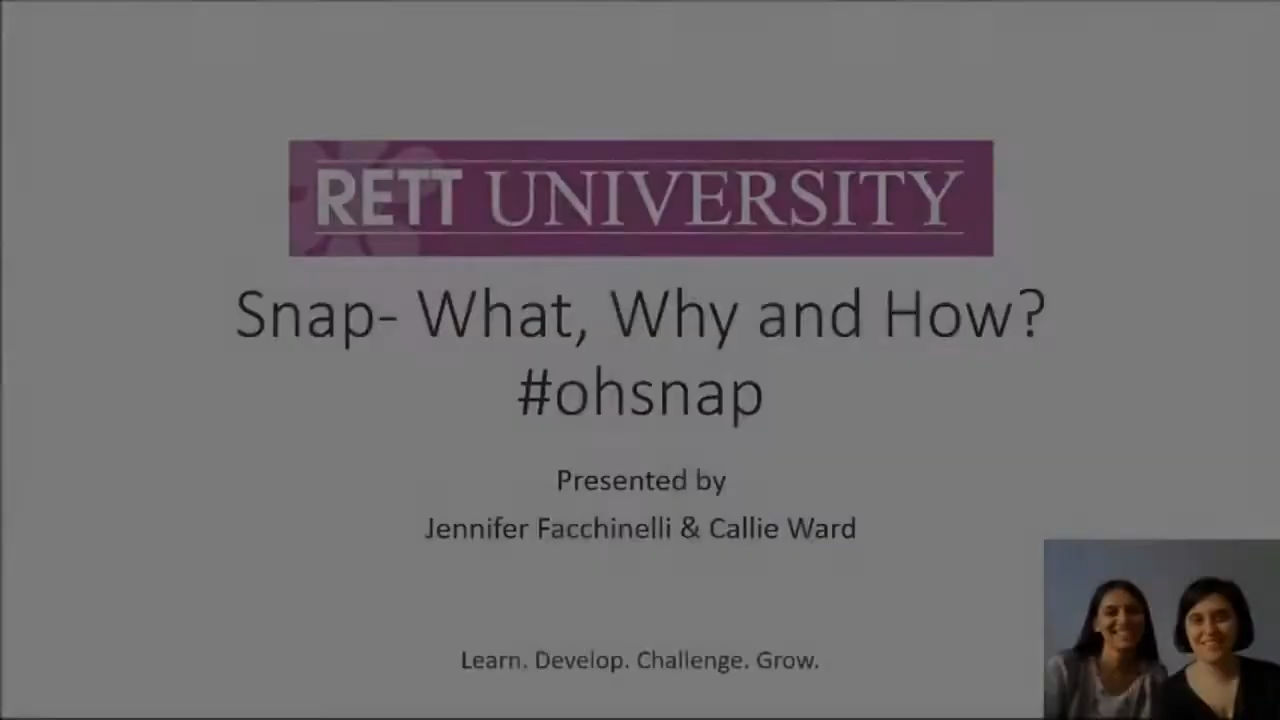 RETT UNIVERSITY
Snap- What, Why and How?
#ohsnap
Presented by
Jennifer Facchinelli & Callie Ward
Learn. Develop. Challenge. Grow.